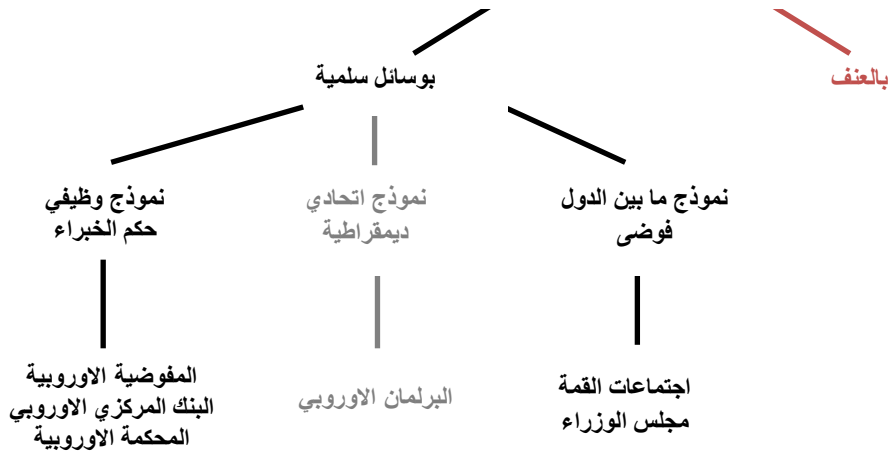 بالعنف
بوسائل سلمية
نموذج ما بين الدول
فوضى
نموذج اتحادي
ديمقراطية
نموذج وظيفي
حكم الخبراء
اجتماعات القمة
مجلس الوزراء
البرلمان الاوروبي
المفوضية الاوروبية
البنك المركزي الاوروبي
المحكمة الاوروبية